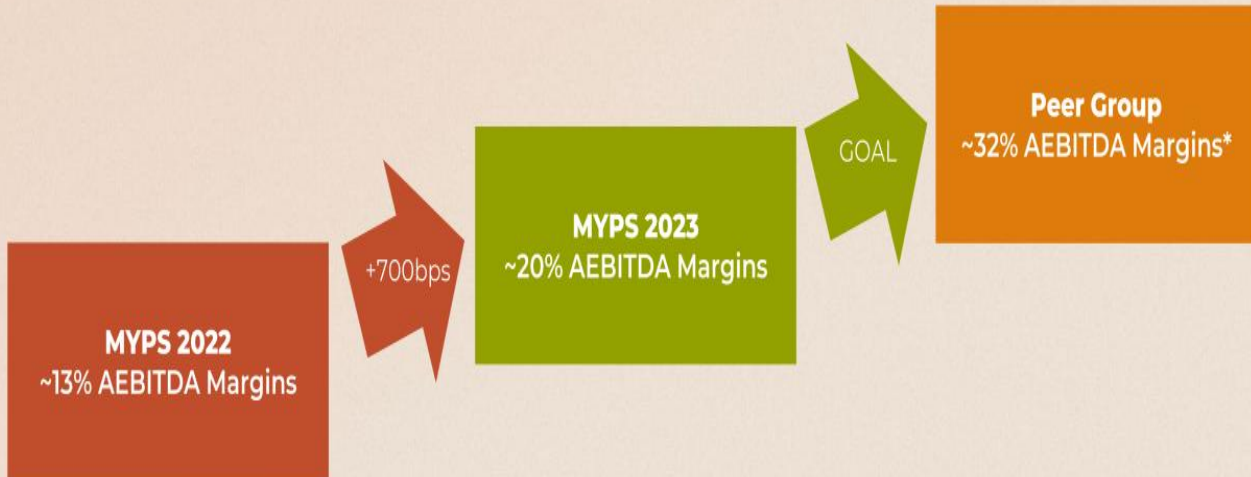 MYPS 2022
~13% AEBITDA Margins
+700bps
MYPS 2023
~20% AEBITDA Margins
GOAL
Peer Group
~32% AEBITDA Margins*